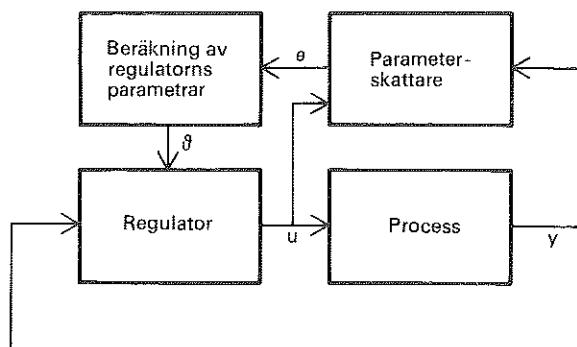 Beräkning av
regulatorns
parametrar
θ
Parameter-
skattare
ϑ
Regulator
u
Process
y